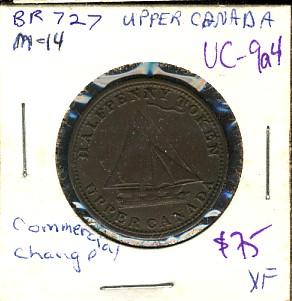 BR 727 UPPER CANADA
M-14
UC-9a4
HALFPENNY TOKEN
UPPER CANADA
Commercial
Change
$75
XF